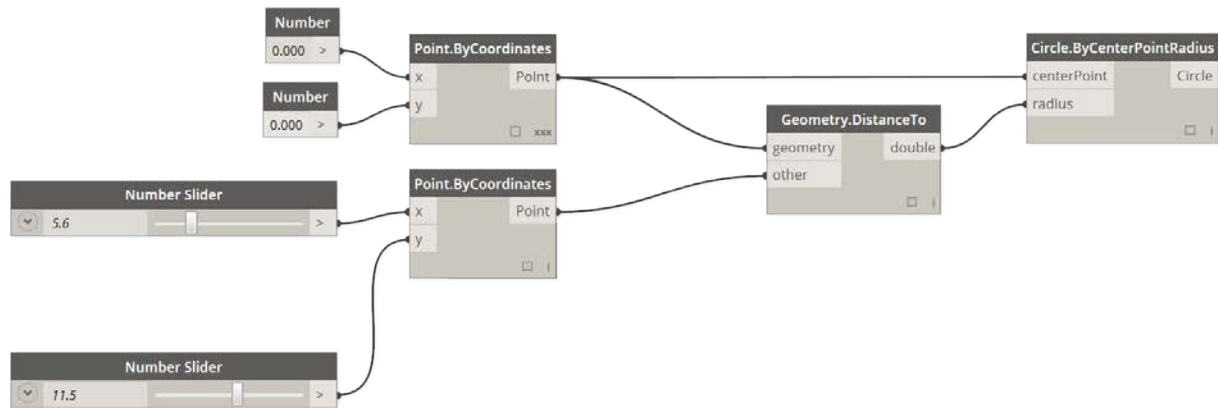 Number
0.000 >
Number
0.000 >
Point.ByCoordinates
x Point
y
xxx
Circle.ByCenterPointRadius
centerPoint Circle
radius
|
Geometry.DistanceTo
geometry double
other
|
Number Slider
5.6 >
Point.ByCoordinates
x Point
y
|
Number Slider
11.5 >